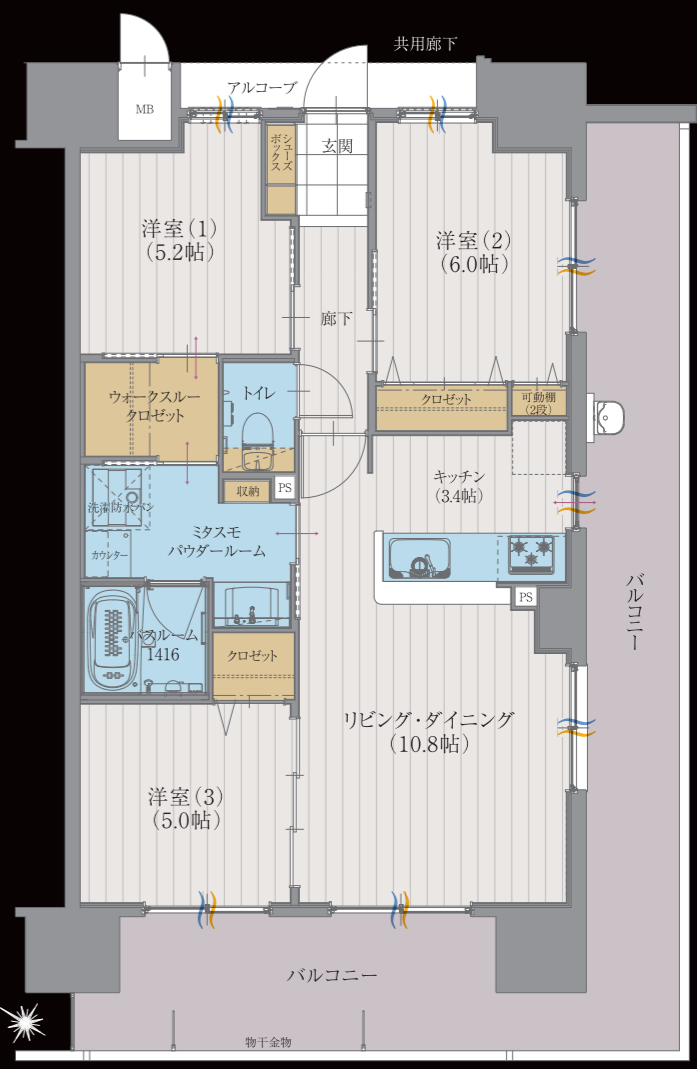 共用廊下
アルコーブ
MB
シューズ
ボックス
玄関
洋室(1)
(5.2帖)
洋室(2)
(6.0帖)
廊下
ウォークスルー
クロゼット
トイレ
クロゼット
可動棚
(2段)
キッチン
(3.4帖)
収納
PS
洗濯防水パン
カウンター
ミタスモ
パウダールーム
PS
バルコニー
バスルーム
1416
クロゼット
リビング・ダイニング
(10.8帖)
洋室(3)
(5.0帖)
バルコニー
物干金物